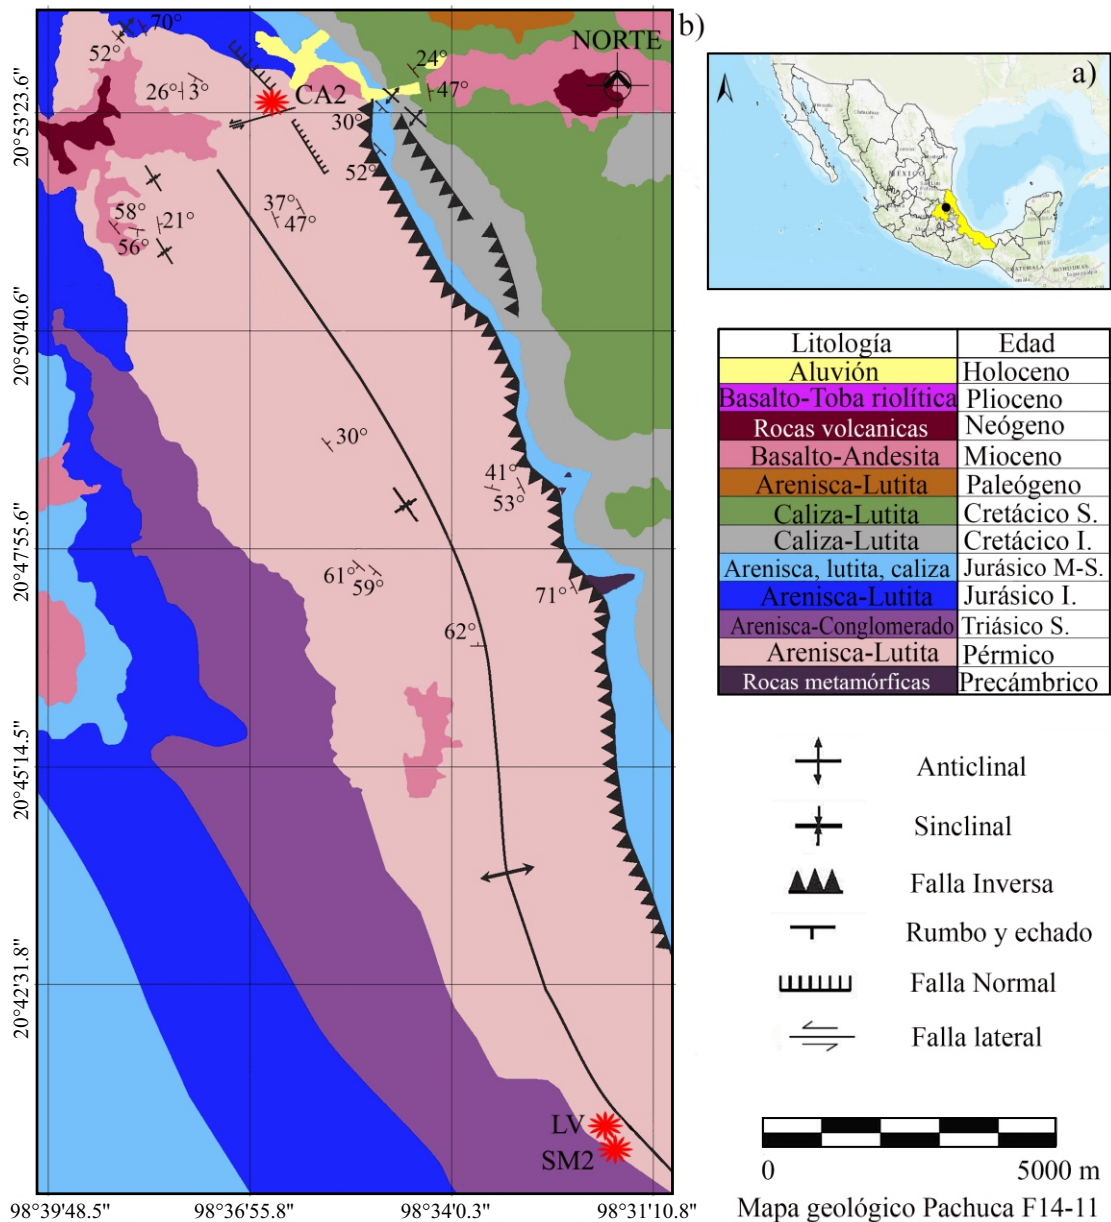 b)
NORTE
70°
52°
26°
3°
CA2
24°
47°
30°
52°
58°
21°
56°
37°
47°
30°
41°
53°
61°
59°
71°
62°
LV
SM2
20°53'23.6"
20°50'40.6"
20°47'55.6"
20°45'14.5"
20°42'31.8"
98°39'48.5"
98°36'55.8"
98°34'0.3"
98°31'10.8"
a)
MÉXICO
Litología Edad
Aluvión Holoceno
Basalto-Toba riolítica Plioceno
Rocas volcanicas Neógeno
Basalto-Andesita Mioceno
Arenisca-Lutita Paleógeno
Caliza-Lutita Cretácico S.
Caliza-Lutita Cretácico I.
Arenisca, lutita, caliza Jurásico M-S.
Arenisca-Lutita Jurásico I.
Arenisca-Conglomerado Triásico S.
Arenisca-Lutita Pérmico
Rocas metamórficas Precámbrico
Anticlinal
Sinclinal
Falla Inversa
Rumbo y echado
Falla Normal
Falla lateral
0 5000 m
Mapa geológico Pachuca F14-11